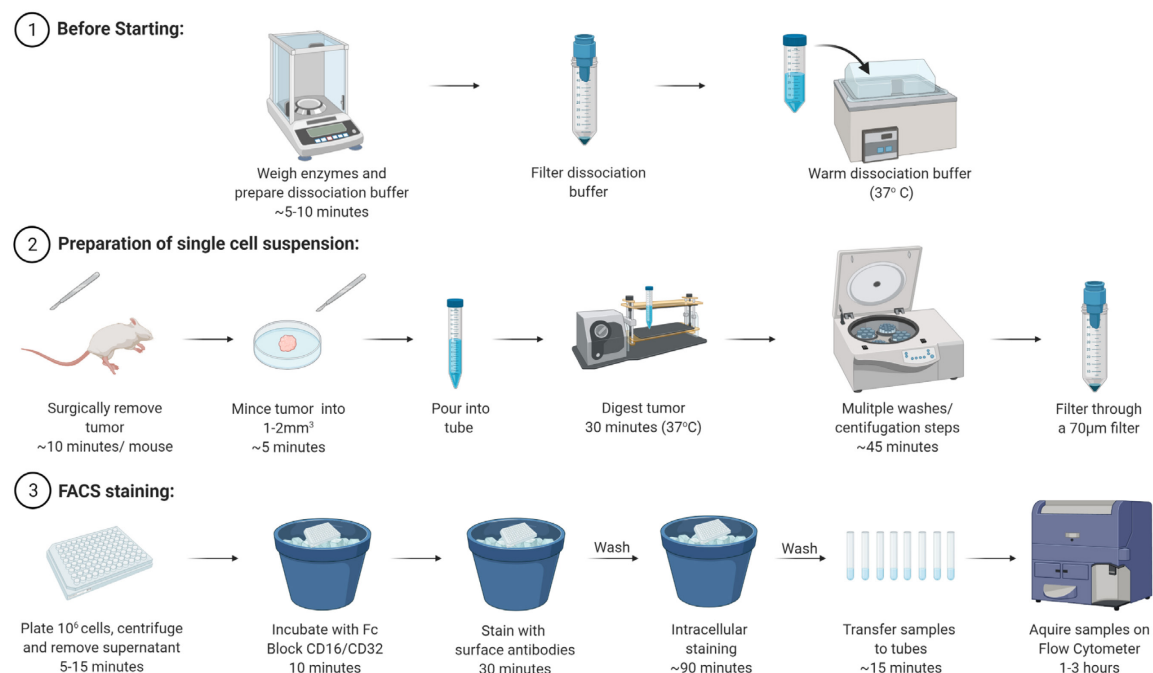 1 Before Starting:
Weigh enzymes and
prepare dissociation buffer
~5-10 minutes
Filter dissociation
buffer
Warm dissociation buffer
(37º C)
2 Preparation of single cell suspension:
Surgically remove
tumor
~10 minutes/ mouse
Mince tumor into
1-2mm³
~5 minutes
Pour into
tube
Digest tumor
30 minutes (37ºC)
Mulitple washes/
centifugation steps
~45 minutes
Filter through
a 70µm filter
3 FACS staining:
Plate 10⁶ cells, centrifuge
and remove supernatant
5-15 minutes
Incubate with Fc
Block CD16/CD32
10 minutes
Stain with
surface antibodies
30 minutes
Wash
Intracellular
staining
~90 minutes
Wash
Transfer samples
to tubes
~15 minutes
Aquire samples on
Flow Cytometer
1-3 hours